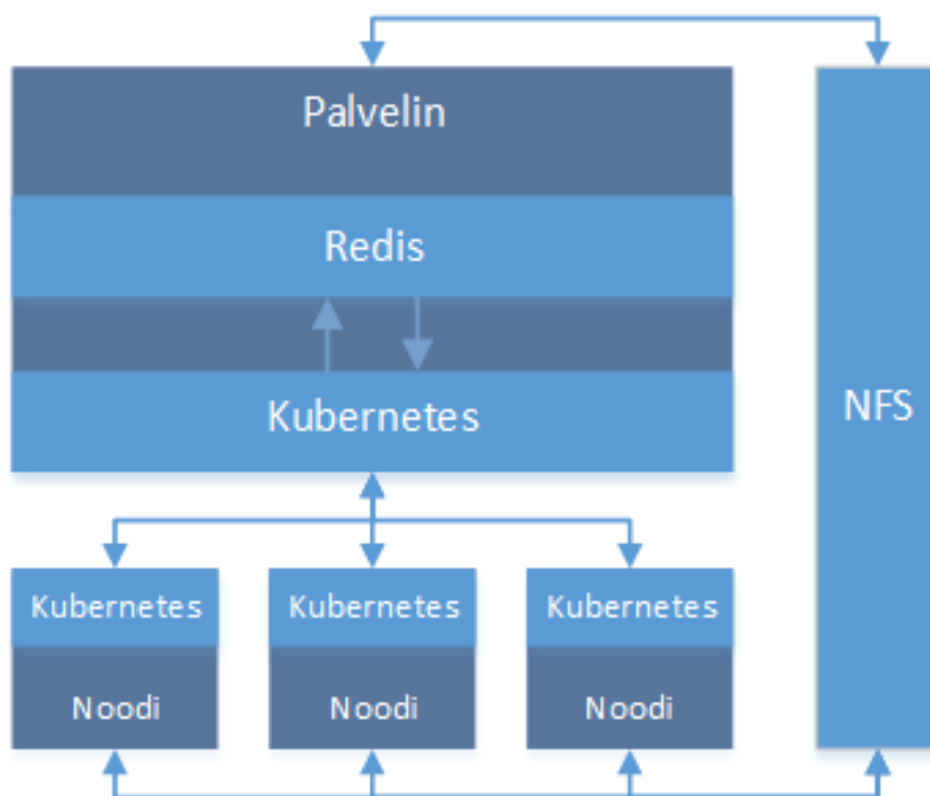 Palvelin
Redis
Kubernetes
NFS
Kubernetes
Kubernetes
Kubernetes
Noodi
Noodi
Noodi